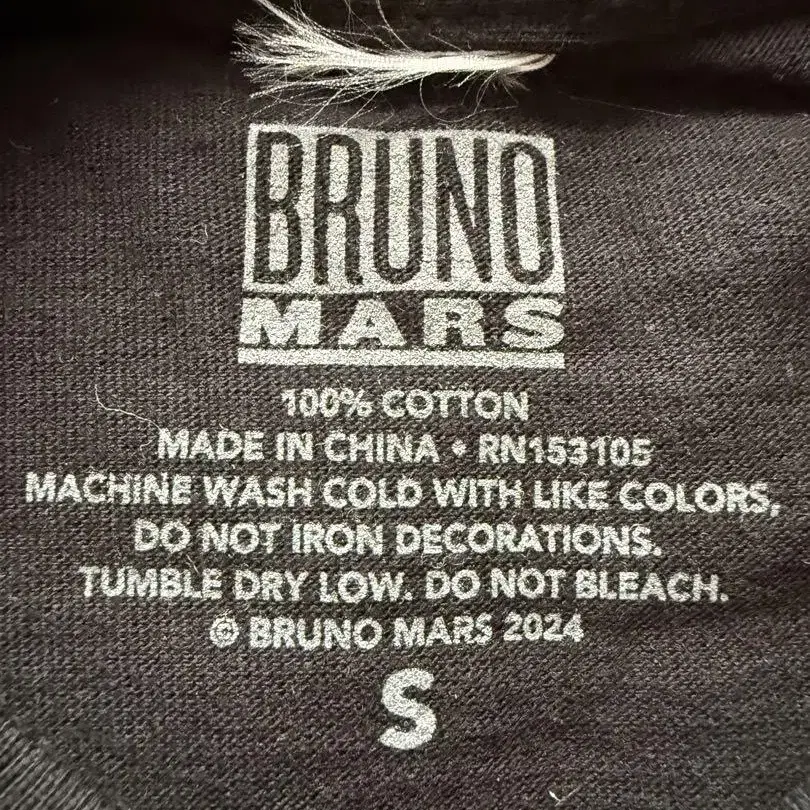 BRUNO
MARS
100% COTTON
MADE IN CHINA • RN153105
MACHINE WASH COLD WITH LIKE COLORS,
DO NOT IRON DECORATIONS.
TUMBLE DRY LOW. DO NOT BLEACH.
© BRUNO MARS 2024
S